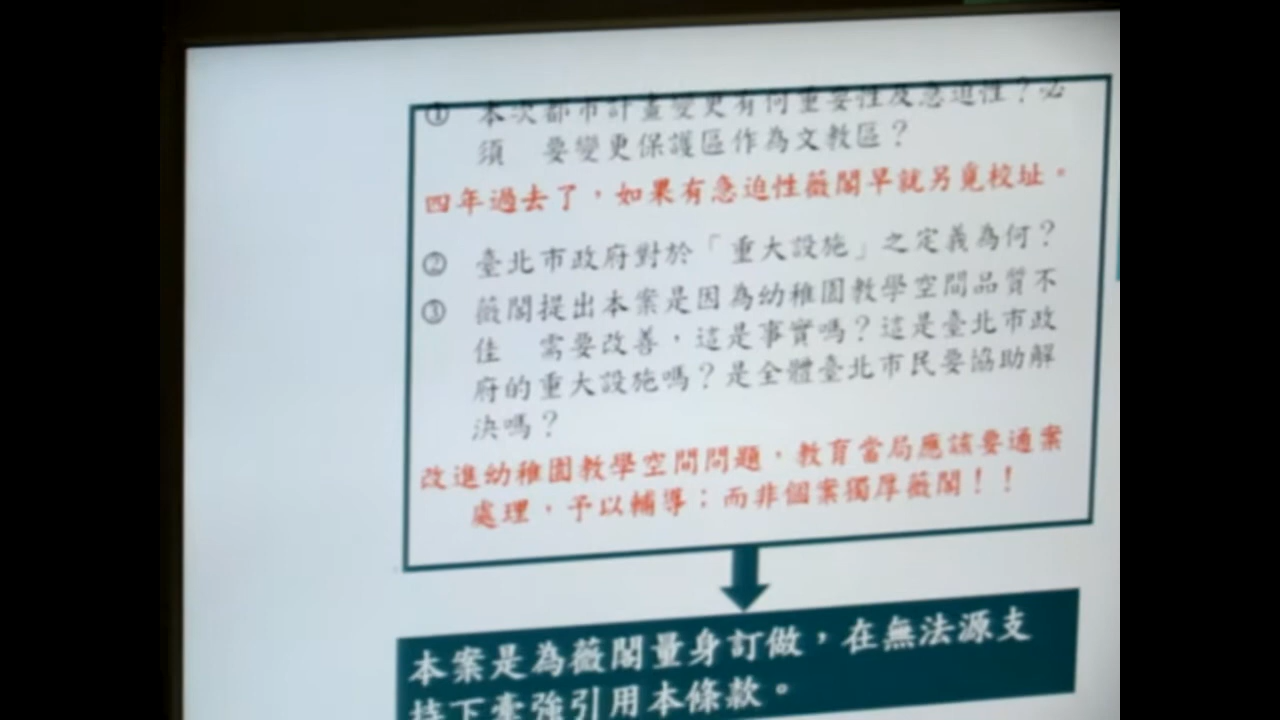 ① 本次都市計畫變更有何重要性及急迫性？必
須 要變更保護區作為文教區？
四年過去了，如果有急迫性薇閣早就另覓校址。
② 臺北市政府對於「重大設施」之定義為何？
③ 薇閣提出本案是因為幼稚園教學空間品質不
佳 需要改善，這是事實嗎？這是臺北市政
府的重大設施嗎？是全體臺北市民要協助解
決嗎？
改進幼稚園教學空間問題，教育當局應該要通案
處理，予以輔導；而非個案獨厚薇閣！！
本案是為薇閣量身訂做，在無法源支
持下牽強引用本條款。